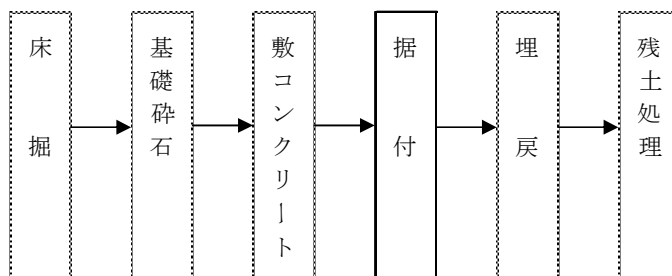 床掘
基礎砕石
敷コンクリート
据付
埋戻
残土処理